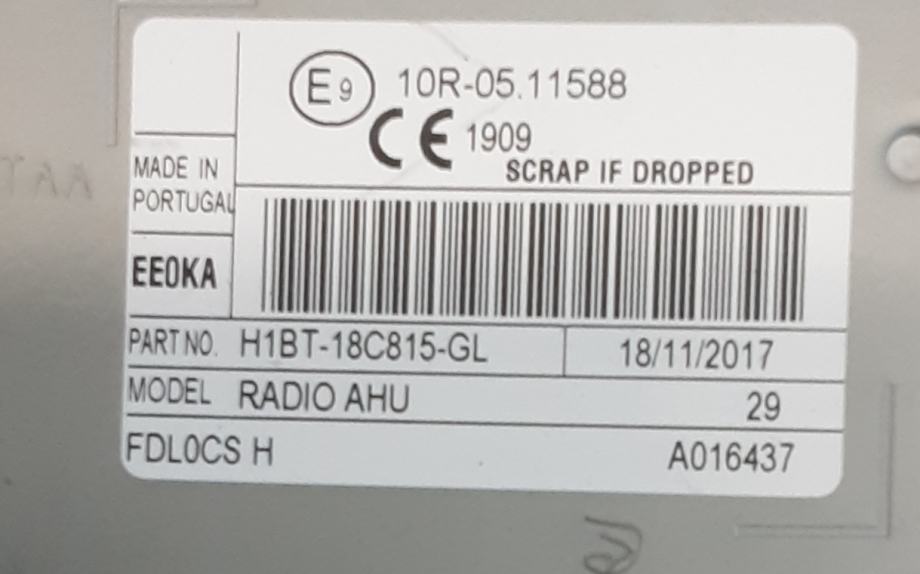 E9 10R-05.11588
CE 1909
SCRAP IF DROPPED
MADE IN
PORTUGAL
EE0KA
PART NO. H1BT-18C815-GL 18/11/2017
MODEL RADIO AHU 29
FDL0CS H A016437